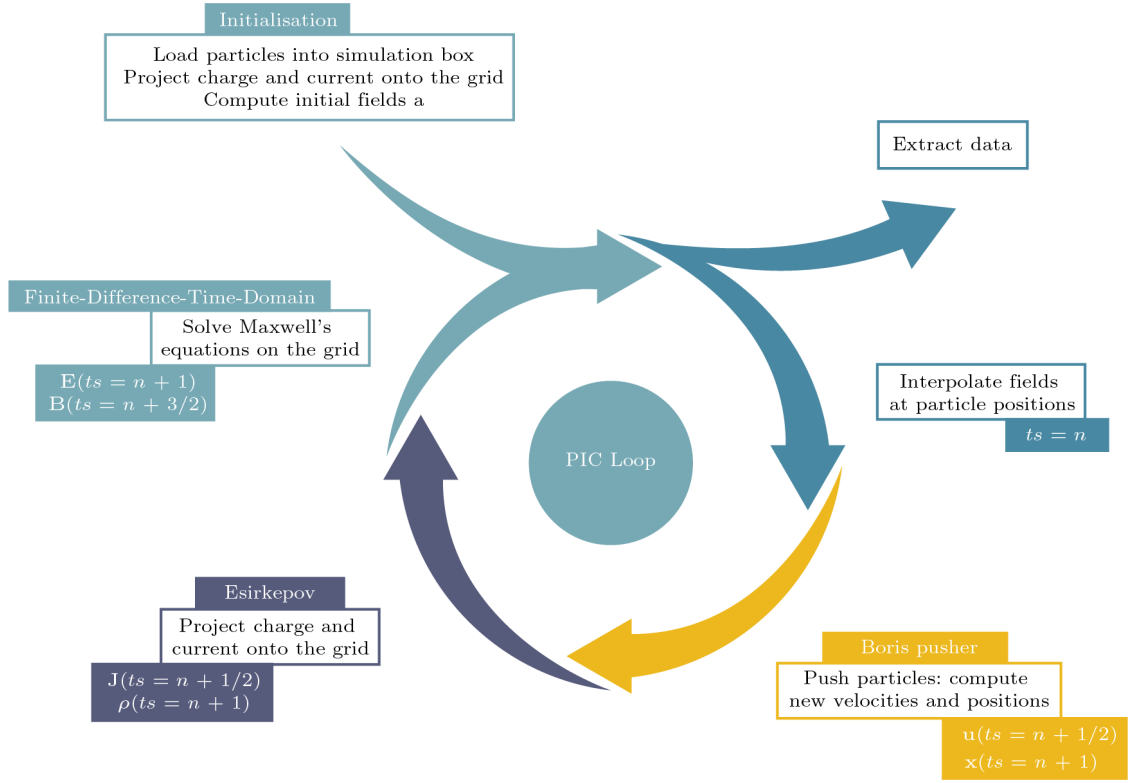 Initialisation
Load particles into simulation box
Project charge and current onto the grid
Compute initial fields a
Extract data
Finite-Difference-Time-Domain
Solve Maxwell's
equations on the grid
E(ts = n + 1)
B(ts = n + 3/2)
Interpolate fields
at particle positions
ts = n
PIC Loop
Esirkepov
Project charge and
current onto the grid
J(ts = n + 1/2)
ρ(ts = n + 1)
Boris pusher
Push particles: compute
new velocities and positions
u(ts = n + 1/2)
x(ts = n + 1)